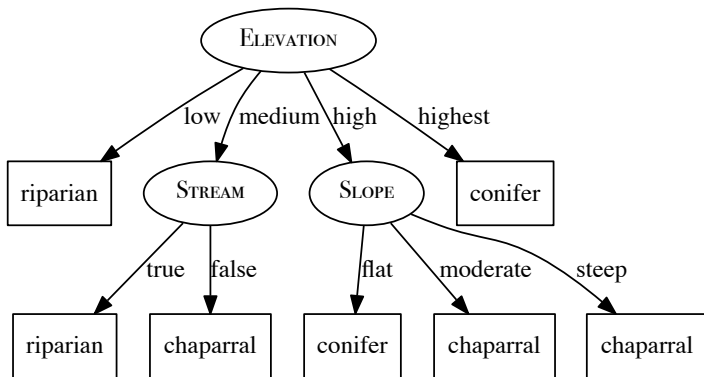 ELEVATION
low medium high highest
riparian STREAM SLOPE conifer
true false flat moderate steep
riparian chaparral conifer chaparral chaparral